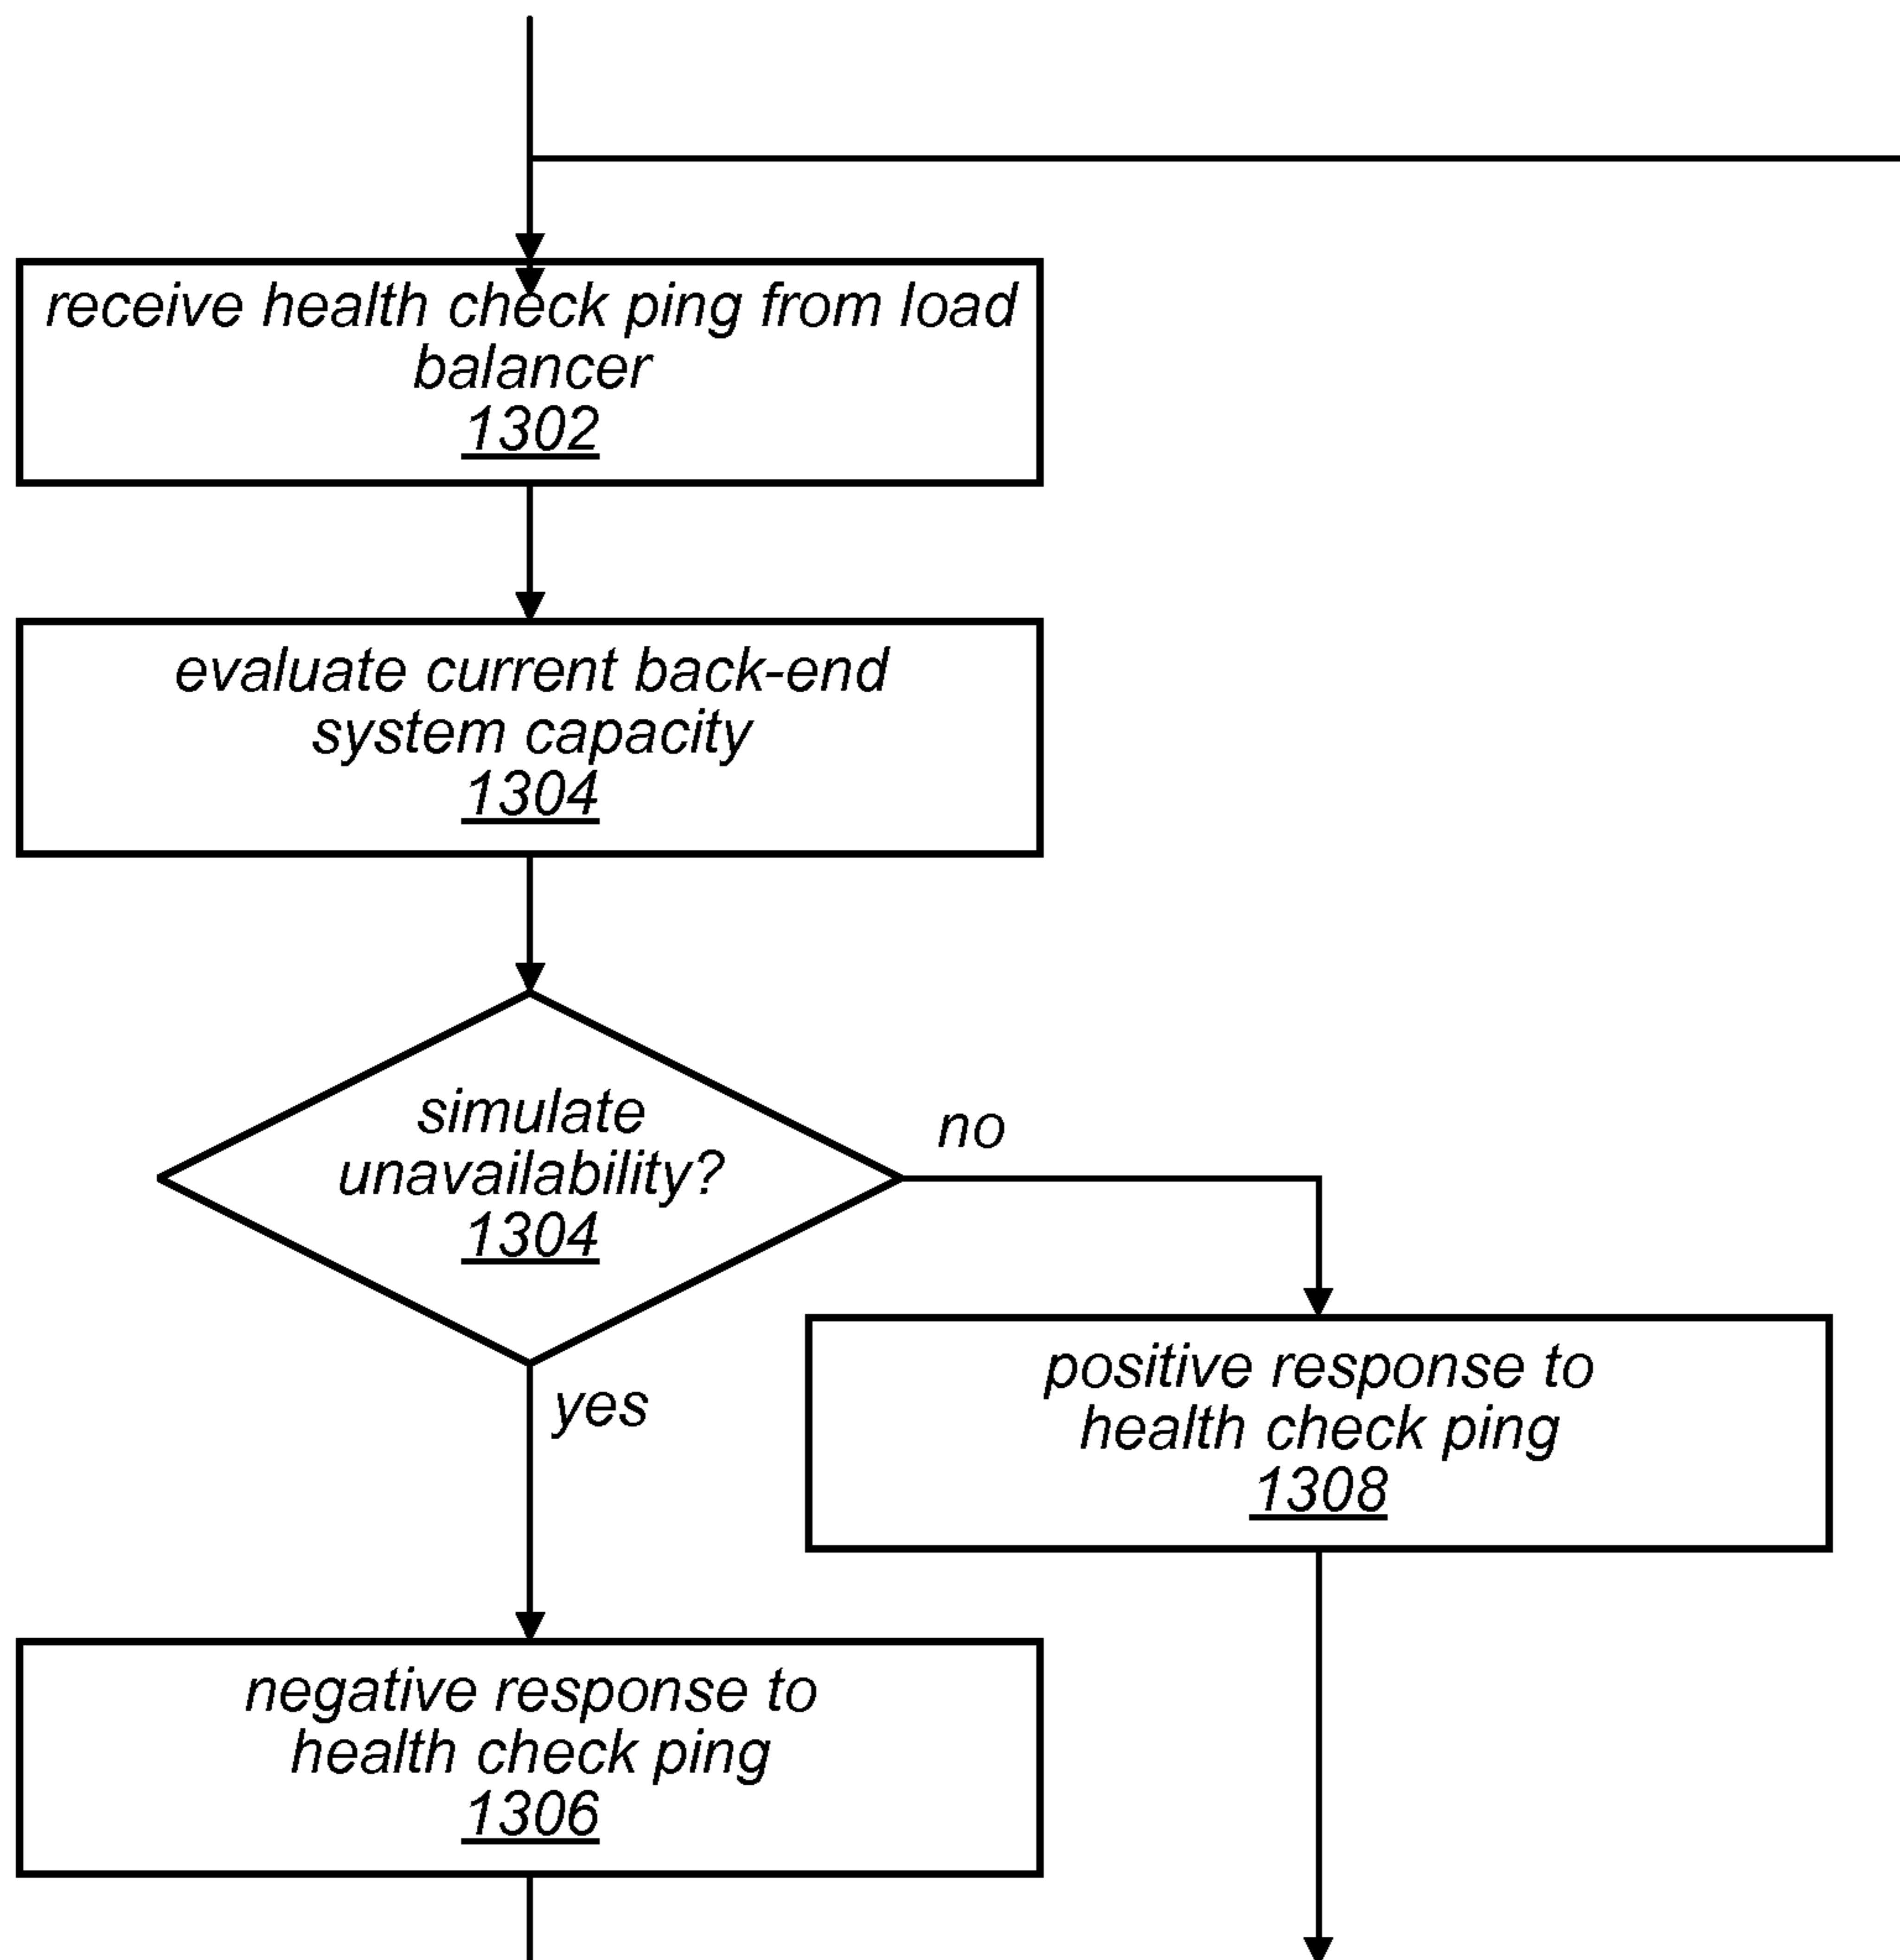 receive health check ping from load
balancer
1302
evaluate current back-end
system capacity
1304
simulate
unavailability?
1304
no
yes
positive response to
health check ping
1308
negative response to
health check ping
1306